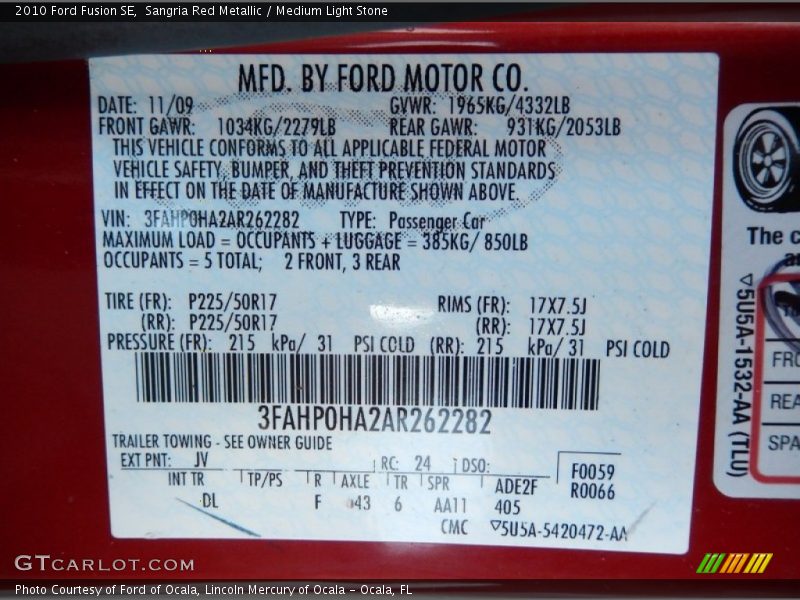 2010 Ford Fusion SE, Sangria Red Metallic / Medium Light Stone
MFD. BY FORD MOTOR CO.
DATE: 11/09 GVWR: 1965KG/4332LB
FRONT GAWR: 1034KG/2279LB REAR GAWR: 931KG/2053LB
THIS VEHICLE CONFORMS TO ALL APPLICABLE FEDERAL MOTOR
VEHICLE SAFETY, BUMPER, AND THEFT PREVENTION STANDARDS
IN EFFECT ON THE DATE OF MANUFACTURE SHOWN ABOVE.
VIN: 3FAHP0HA2AR262282 TYPE: Passenger Car
MAXIMUM LOAD = OCCUPANTS + LUGGAGE = 385KG/ 850LB
OCCUPANTS = 5 TOTAL; 2 FRONT, 3 REAR
TIRE (FR): P225/50R17 RIMS (FR): 17X7.5J
(RR): P225/50R17 (RR): 17X7.5J
PRESSURE (FR): 215 kPa/ 31 PSI COLD (RR): 215 kPa/ 31 PSI COLD
3FAHP0HA2AR262282
TRAILER TOWING - SEE OWNER GUIDE
EXT PNT: JV RC: 24 DSO: F0059
R0066
INT TR TP/PS R AXLE TR SPR ADE2F
DL F 43 6 AA11 405
CMC ▽5U5A-5420472-AA
The c
▽5U5A-1532-AA (TLU)
FRO
REA
SPA
GTCARLOT.COM
Photo Courtesy of Ford of Ocala, Lincoln Mercury of Ocala – Ocala, FL